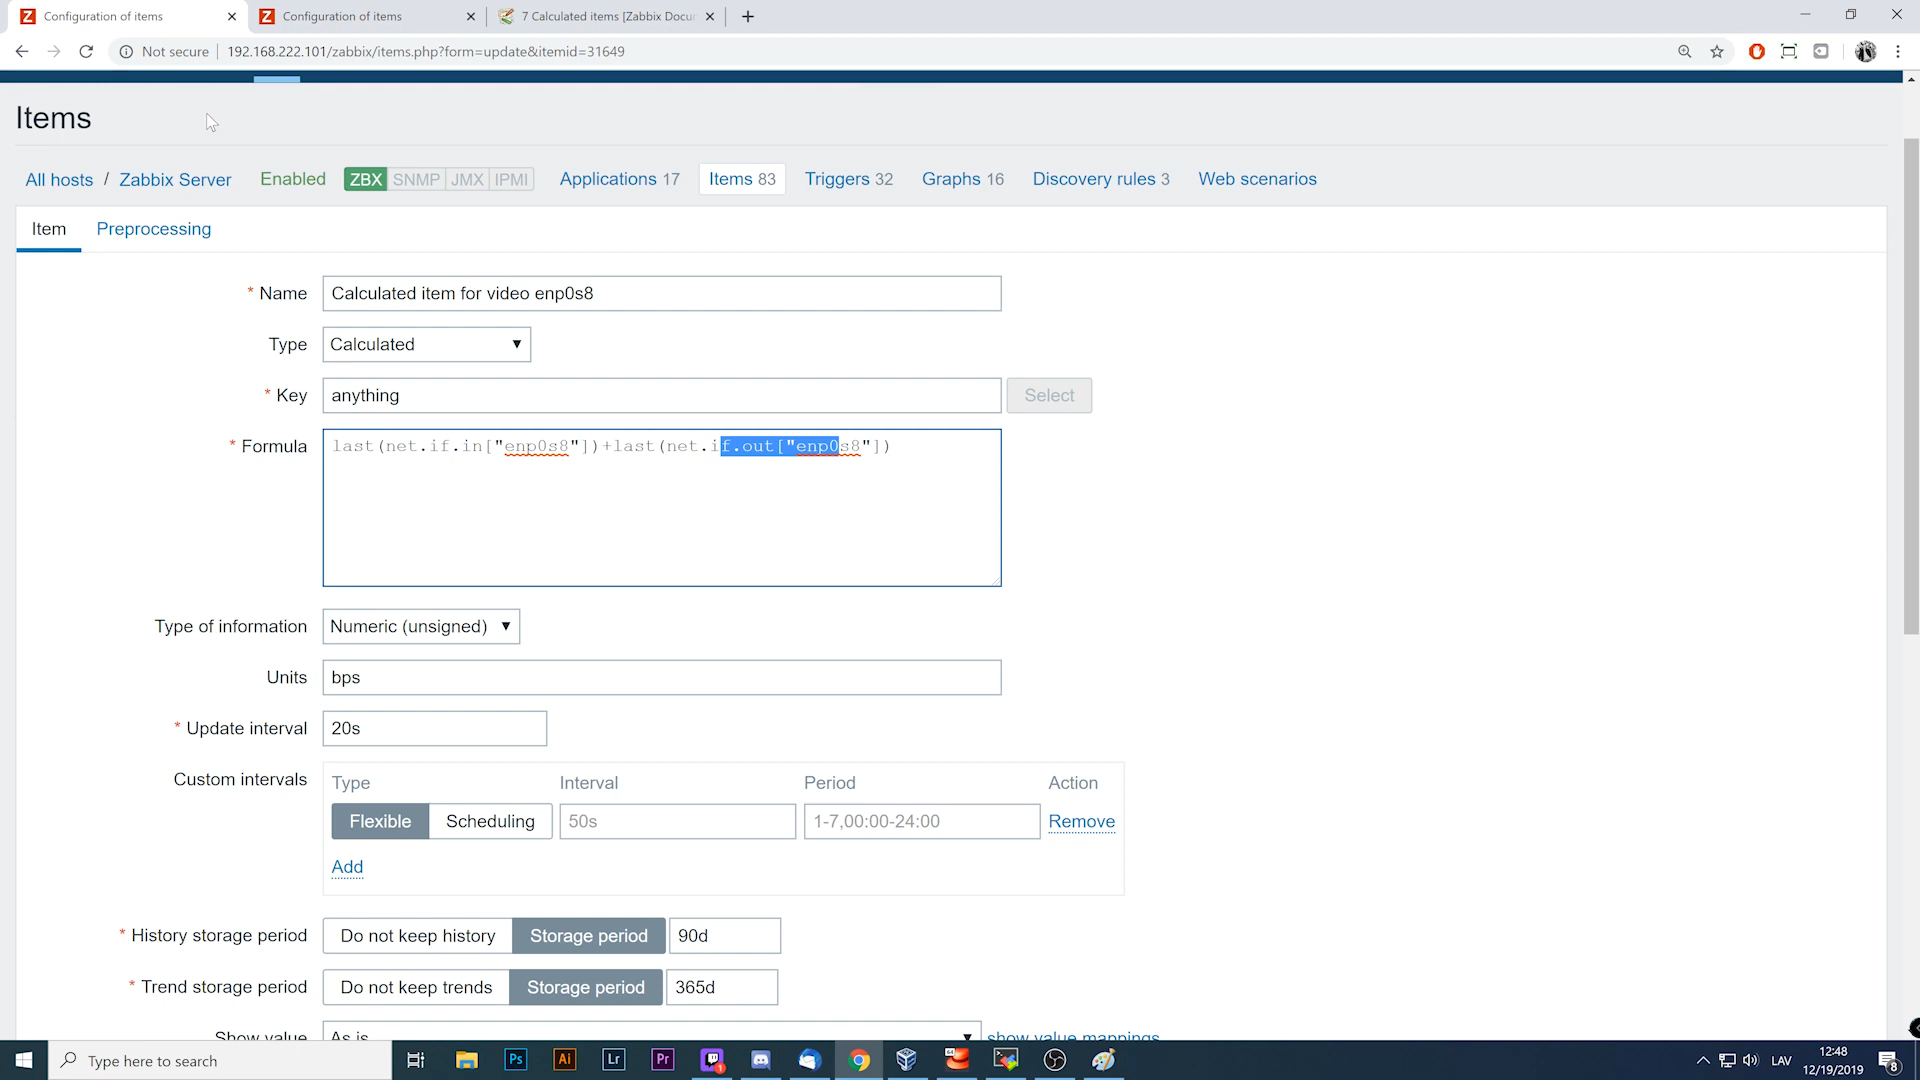 Configuration of items
Configuration of items
7 Calculated items [Zabbix Docu
Not secure
192.168.222.101/zabbix/items.php?form=update&itemid=31649
Items
All hosts / Zabbix Server Enabled ZBX SNMP JMX IPMI Applications 17 Items 83 Triggers 32 Graphs 16 Discovery rules 3 Web scenarios
Item Preprocessing
* Name Calculated item for video enp0s8
Type Calculated
* Key anything Select
* Formula last(net.if.in["enp0s8"])+last(net.if.out["enp0s8"])
Type of information Numeric (unsigned)
Units bps
* Update interval 20s
Custom intervals Type Interval Period Action
Flexible Scheduling 50s 1-7,00:00-24:00 Remove
Add
* History storage period Do not keep history Storage period 90d
* Trend storage period Do not keep trends Storage period 365d
Show value As is show value mappings
Type here to search
Ps Ai Lr Pr 1
LAV
12:48
12/19/2019
8